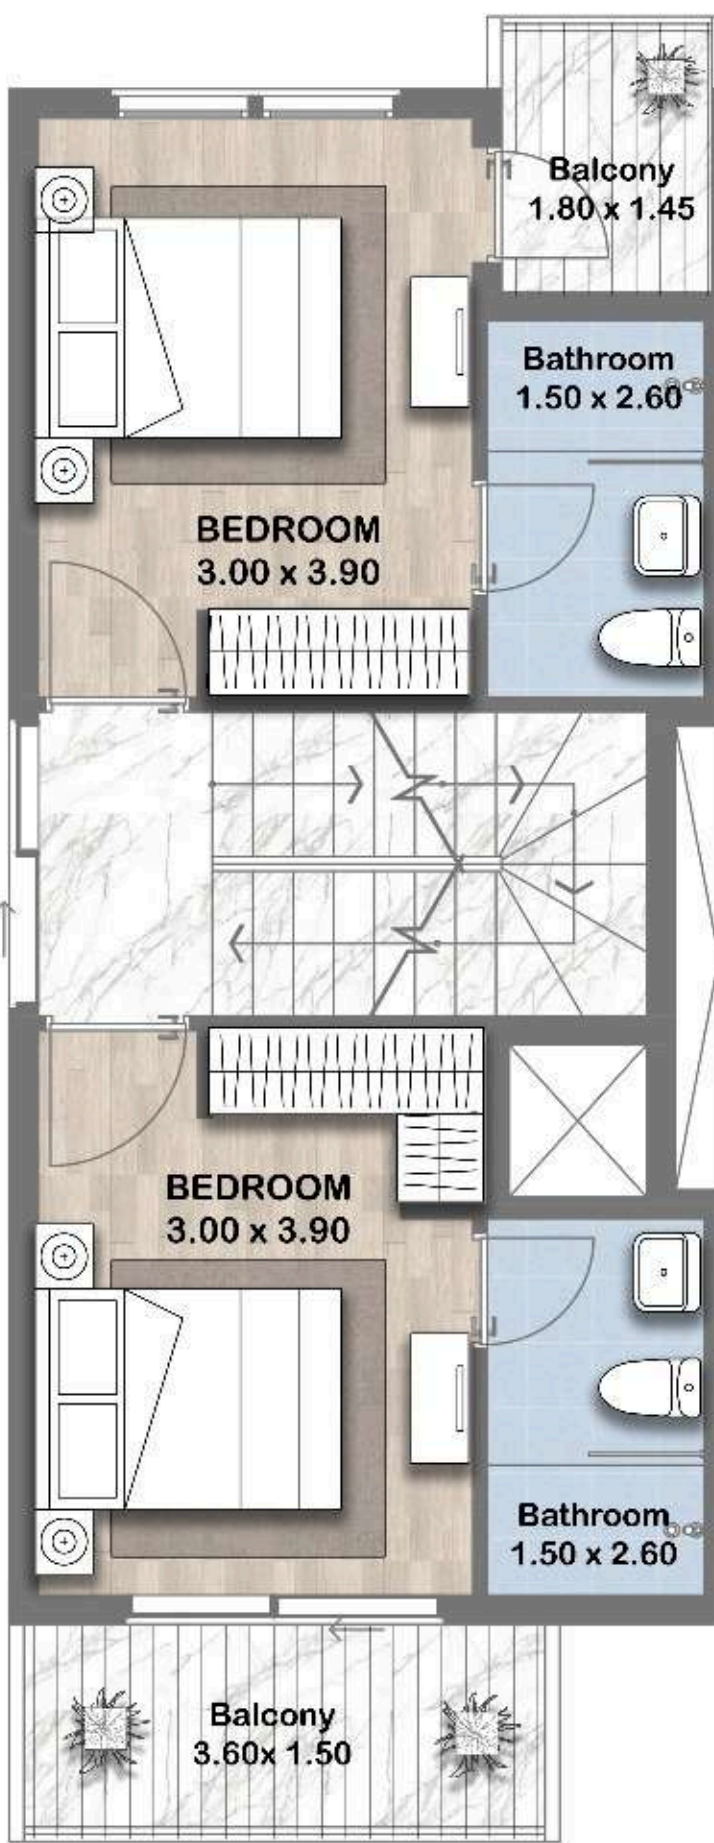 Balcony
1.80 x 1.45
Bathroom
1.50 x 2.60
BEDROOM
3.00 x 3.90
BEDROOM
3.00 x 3.90
Bathroom
1.50 x 2.60
Balcony
3.60x 1.50